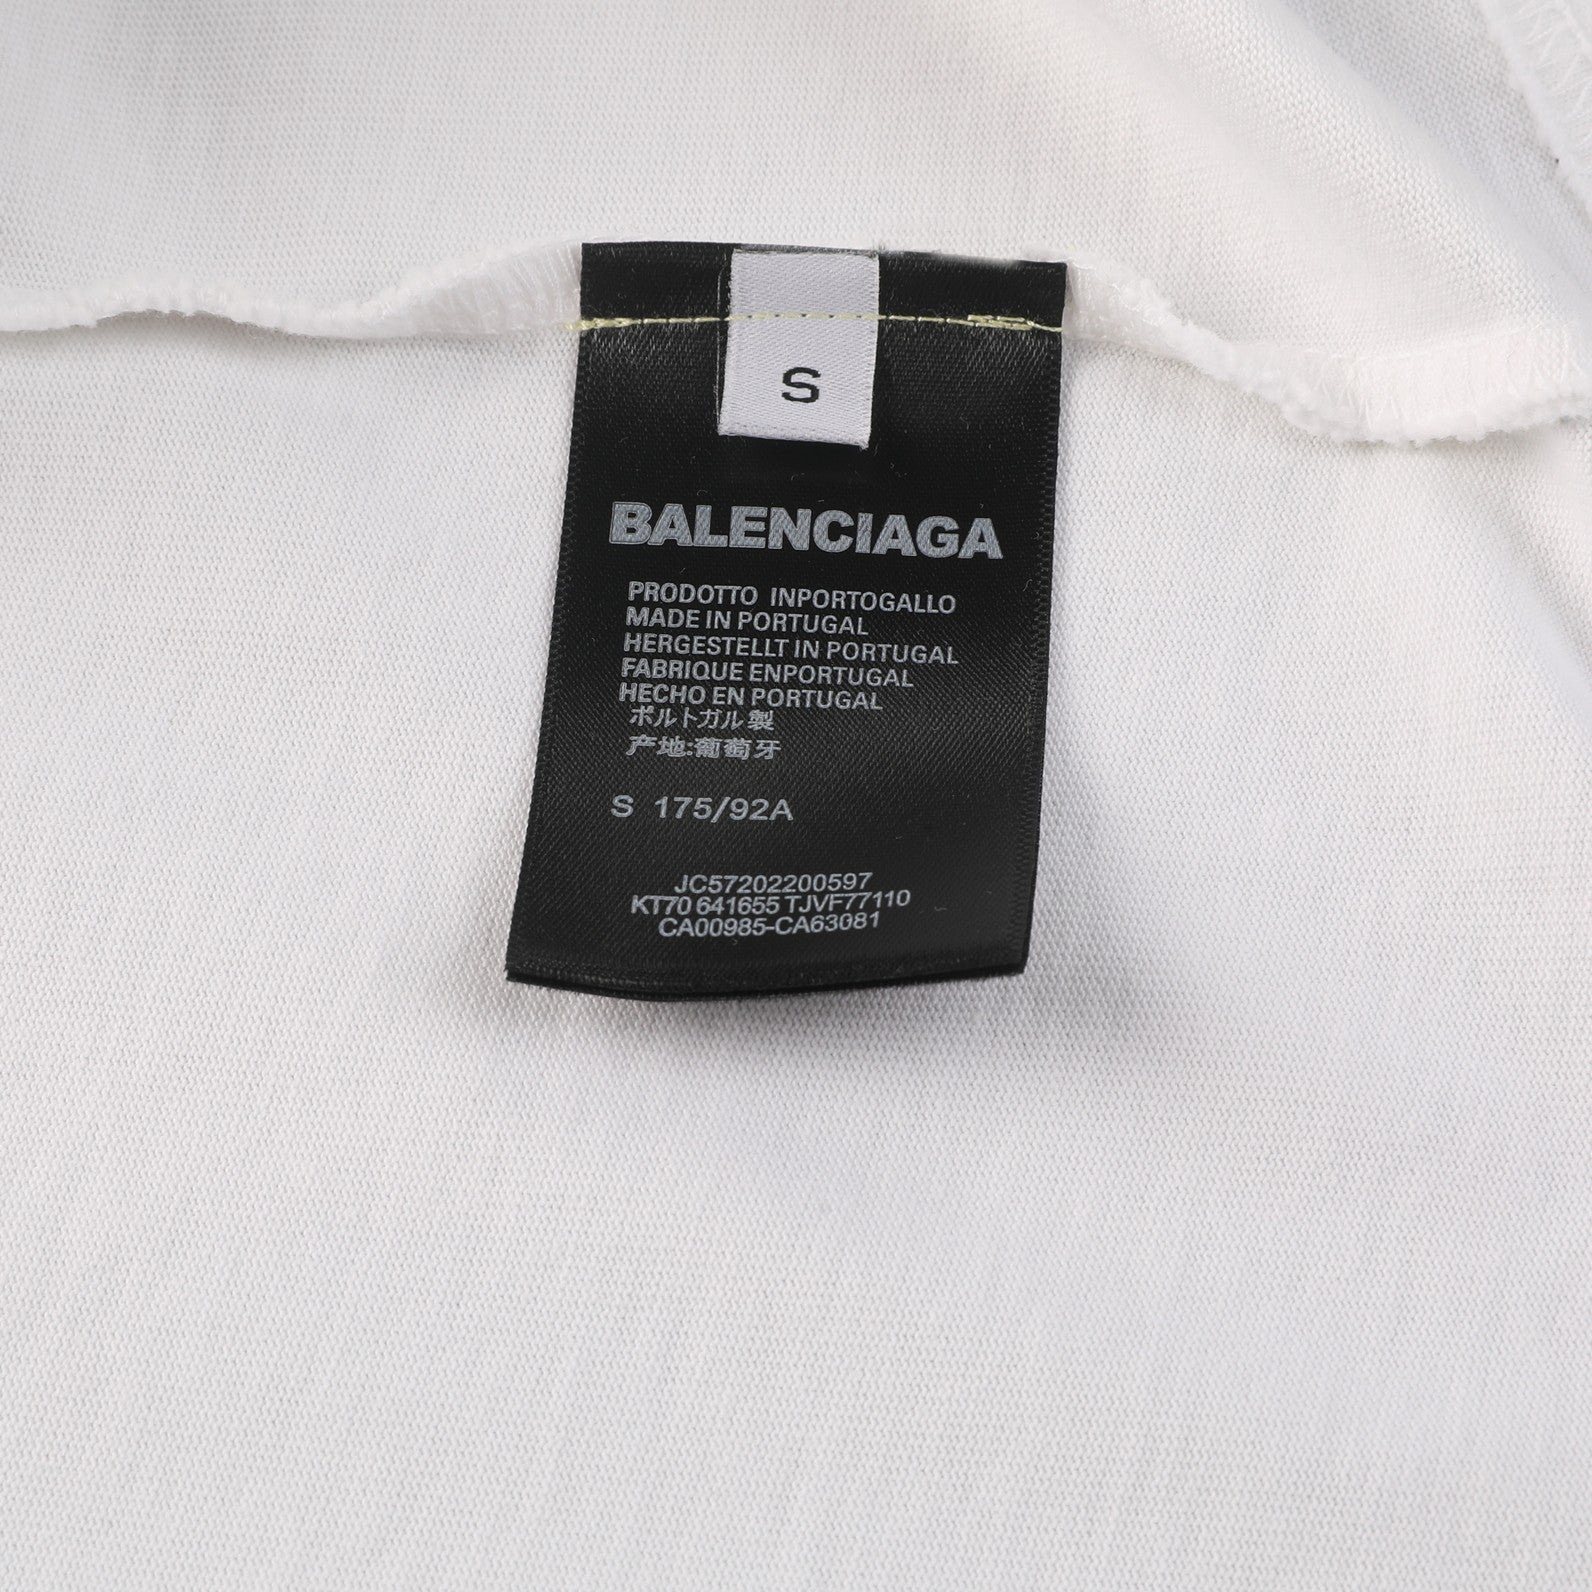 S
BALENCIAGA
PRODOTTO INPORTOGALLO
MADE IN PORTUGAL
HERGESTELLT IN PORTUGAL
FABRIQUE ENPORTUGAL
HECHO EN PORTUGAL
ポルトガル製
产地:葡萄牙
S 175/92A
JC57202200597
KT70 641655 TJVF77110
CA00985-CA63081